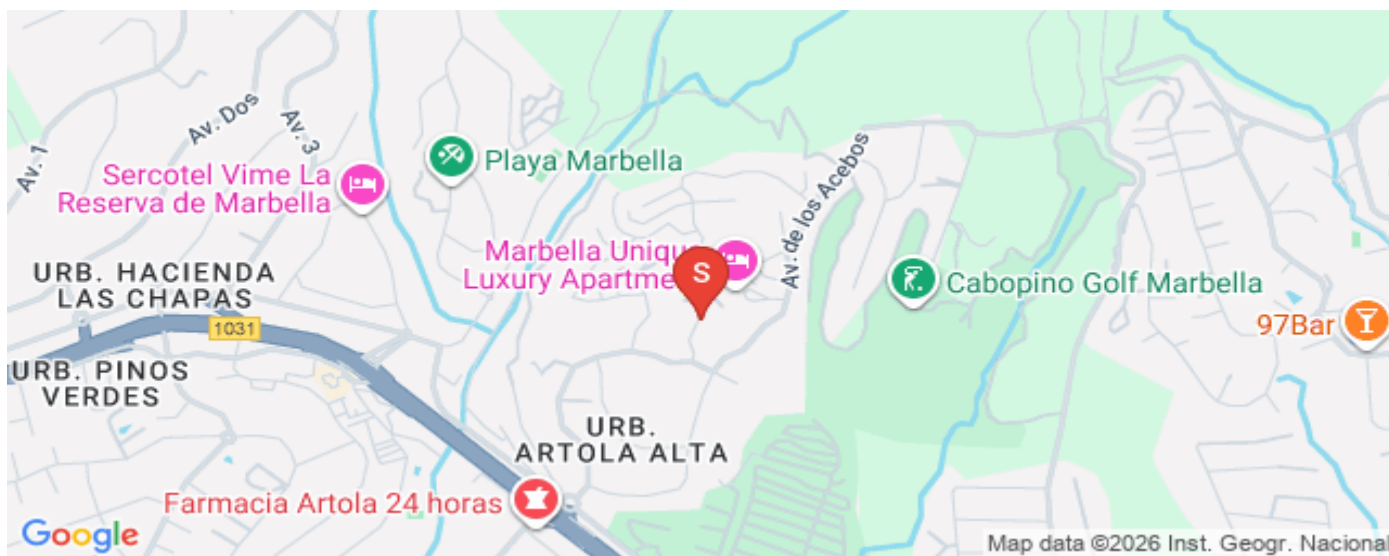 Av. 1
Av. Dos
Av. 3
Playa Marbella
Sercotel Vime La
Reserva de Marbella
Av. de los Acebos
Marbella Unique
Luxury Apartme
S
Cabopino Golf Marbella
URB. HACIENDA
LAS CHAPAS
1031
97Bar
URB. PINOS
VERDES
URB.
ARTOLA ALTA
Farmacia Artola 24 horas
Google
Map data ©2026 Inst. Geogr. Nacional